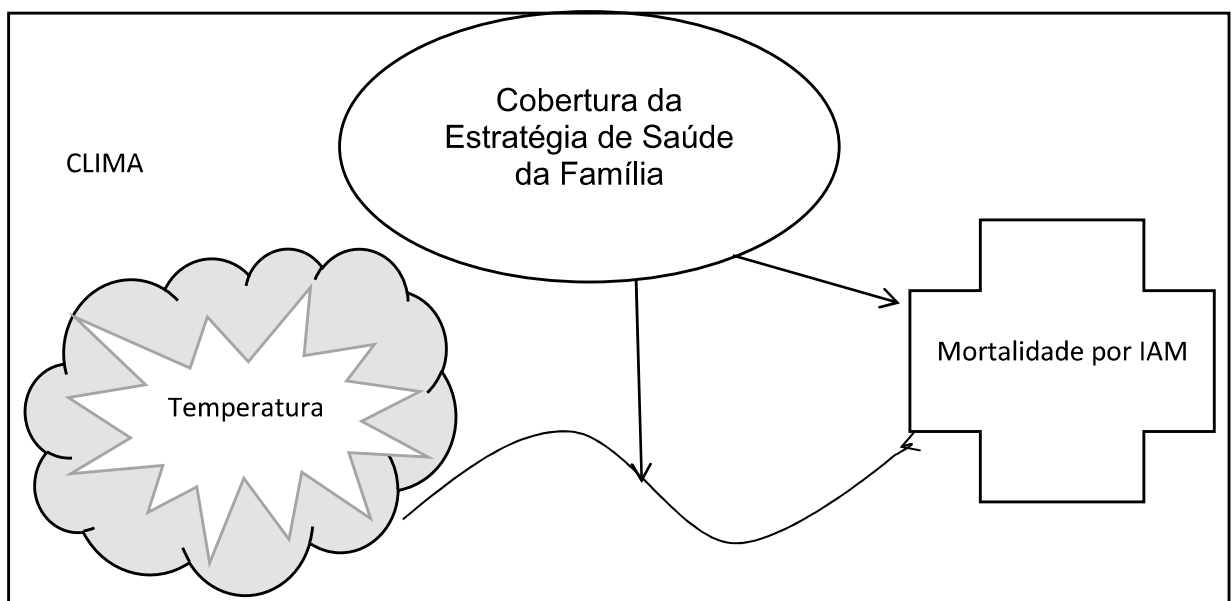 Cobertura da
Estratégia de Saúde
da Família
CLIMA
Mortalidade por IAM
Temperatura